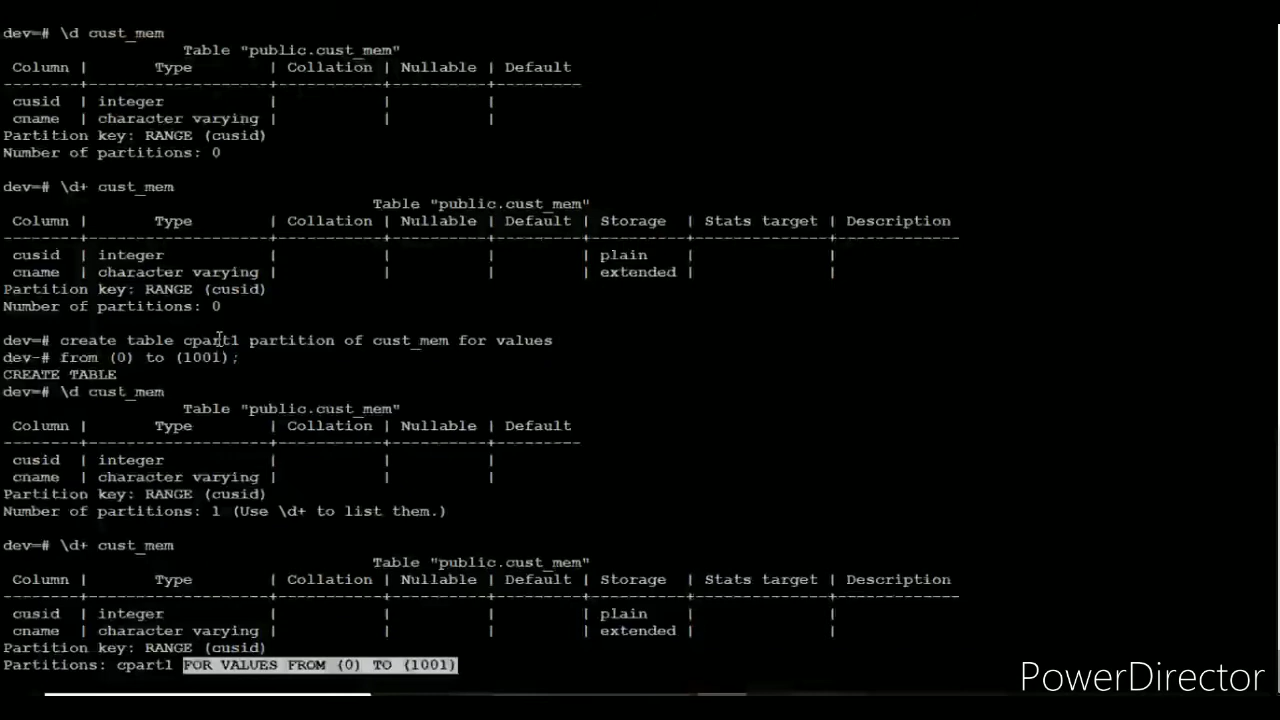 dev=# \d cust_mem
Table "public.cust_mem"
Column | Type | Collation | Nullable | Default
--------+-------------------+-----------+----------+---------
cusid | integer | | |
cname | character varying | | |
Partition key: RANGE (cusid)
Number of partitions: 0
dev=# \d+ cust_mem
Table "public.cust_mem"
Column | Type | Collation | Nullable | Default | Storage | Stats target | Description
--------+-------------------+-----------+----------+---------+----------+--------------+-------------
cusid | integer | | | | plain | |
cname | character varying | | | | extended | |
Partition key: RANGE (cusid)
Number of partitions: 0
dev=# create table cpart1 partition of cust_mem for values
dev-# from (0) to (1001);
CREATE TABLE
dev=# \d cust_mem
Table "public.cust_mem"
Column | Type | Collation | Nullable | Default
--------+-------------------+-----------+----------+---------
cusid | integer | | |
cname | character varying | | |
Partition key: RANGE (cusid)
Number of partitions: 1 (Use \d+ to list them.)
dev=# \d+ cust_mem
Table "public.cust_mem"
Column | Type | Collation | Nullable | Default | Storage | Stats target | Description
--------+-------------------+-----------+----------+---------+----------+--------------+-------------
cusid | integer | | | | plain | |
cname | character varying | | | | extended | |
Partition key: RANGE (cusid)
Partitions: cpart1 FOR VALUES FROM (0) TO (1001)
PowerDirector